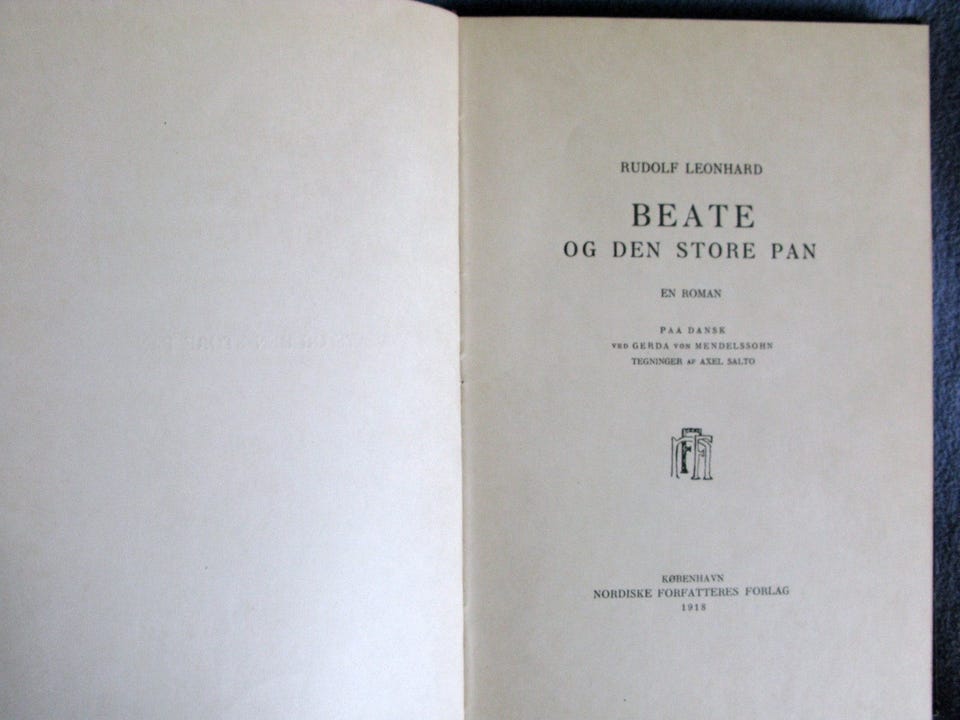 RUDOLF LEONHARD
BEATE
OG DEN STORE PAN
EN ROMAN
PAA DANSK
VED GERDA VON MENDELSSOHN
TEGNINGER AF AXEL SALTO
KØBENHAVN
NORDISKE FORFATTERES FORLAG
1918